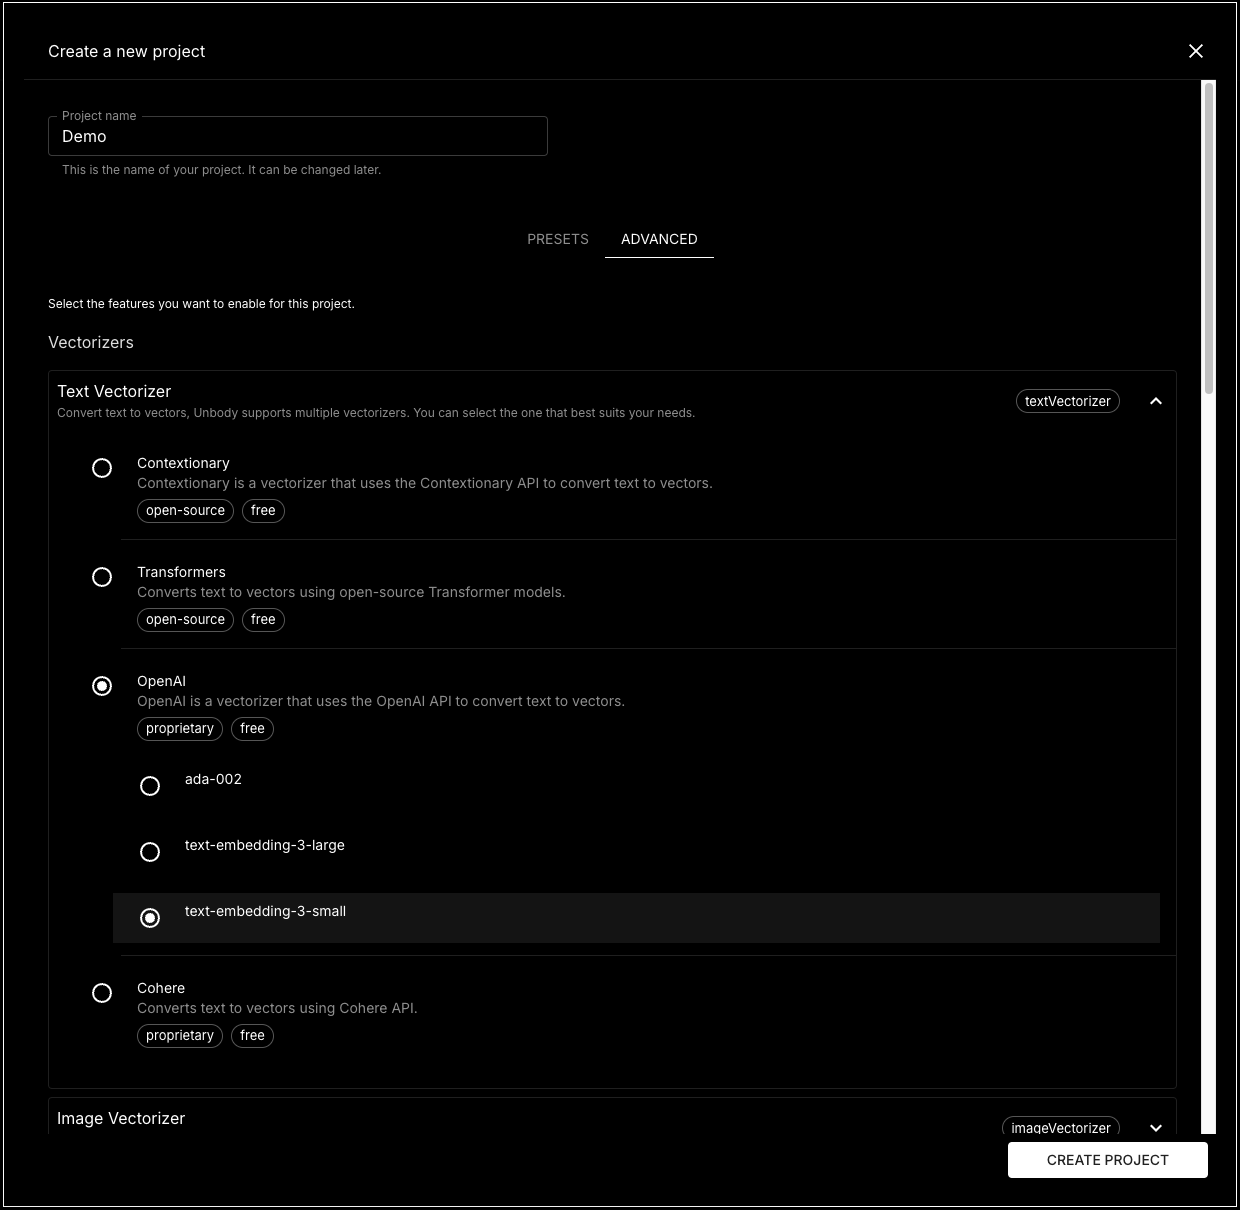 Create a new project
Project name
Demo
This is the name of your project. It can be changed later.
PRESETS ADVANCED
Select the features you want to enable for this project.
Vectorizers
Text Vectorizer
Convert text to vectors, Unbody supports multiple vectorizers. You can select the one that best suits your needs.
textVectorizer
Contextionary
Contextionary is a vectorizer that uses the Contextionary API to convert text to vectors.
open-source free
Transformers
Converts text to vectors using open-source Transformer models.
open-source free
OpenAI
OpenAI is a vectorizer that uses the OpenAI API to convert text to vectors.
proprietary free
ada-002
text-embedding-3-large
text-embedding-3-small
Cohere
Converts text to vectors using Cohere API.
proprietary free
Image Vectorizer
imageVectorizer
CREATE PROJECT